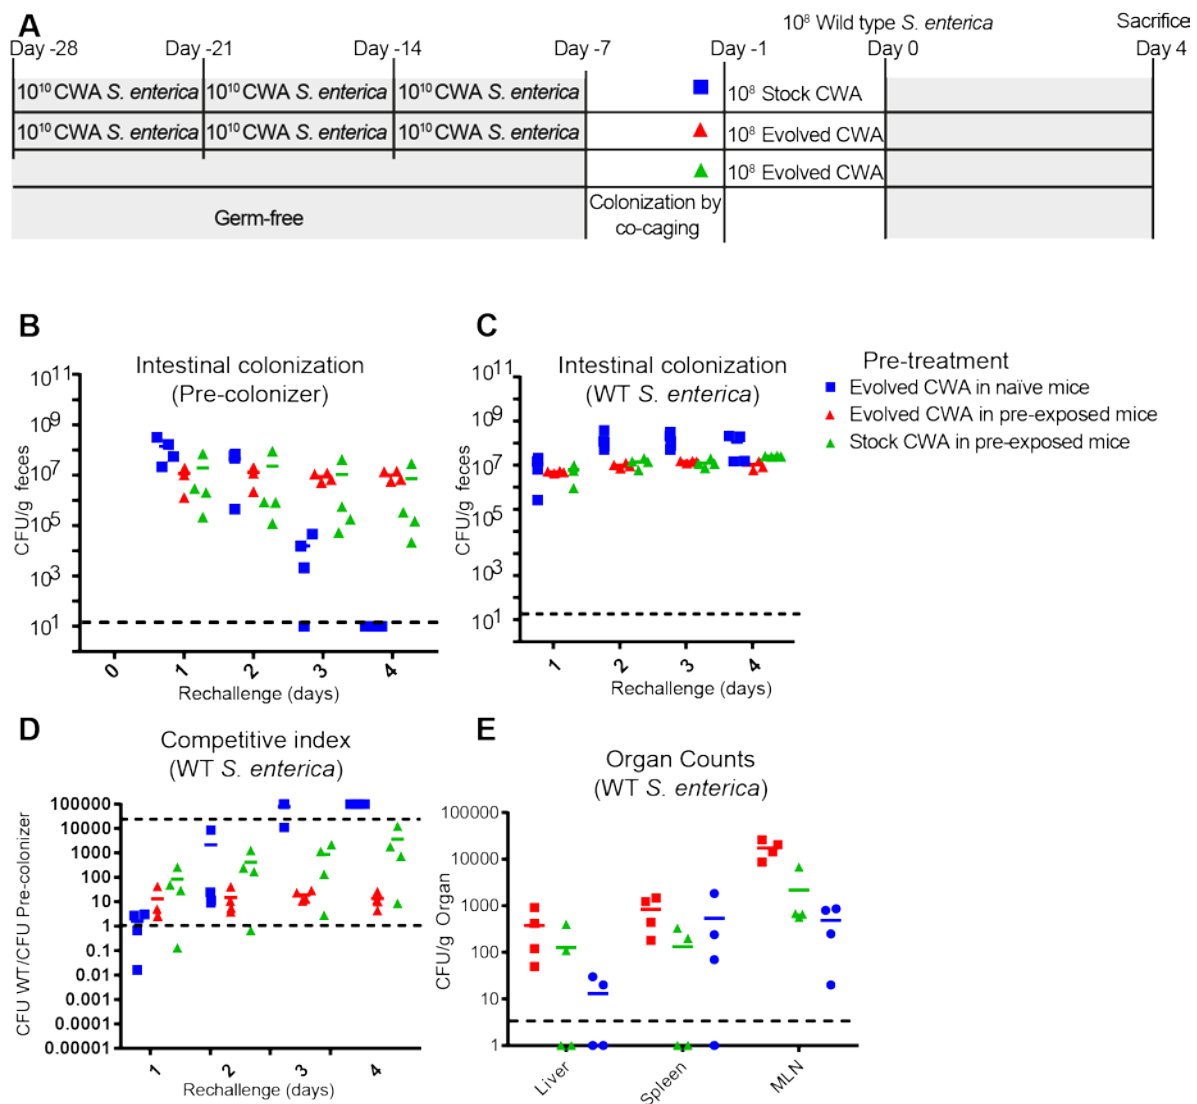 A
10⁸ Wild type S. enterica
Sacrifice
Day -28 Day -21 Day -14 Day -7 Day -1 Day 0 Day 4
10¹⁰ CWA S. enterica 10¹⁰ CWA S. enterica 10¹⁰ CWA S. enterica 10⁸ Stock CWA
10¹⁰ CWA S. enterica 10¹⁰ CWA S. enterica 10¹⁰ CWA S. enterica 10⁸ Evolved CWA
10⁸ Evolved CWA
Germ-free
Colonization by
co-caging
B
Intestinal colonization
(Pre-colonizer)
CFU/g feces
10¹¹
10⁹
10⁷
10⁵
10³
10¹
0 1 2 3 4
Rechallenge (days)
C
Intestinal colonization
(WT S. enterica)
CFU/g feces
10¹¹
10⁹
10⁷
10⁵
10³
10¹
1 2 3 4
Rechallenge (days)
Pre-treatment
Evolved CWA in naïve mice
Evolved CWA in pre-exposed mice
Stock CWA in pre-exposed mice
D
Competitive index
(WT S. enterica)
CFU WT/CFU Pre-colonizer
100000
10000
1000
100
10
1
0.1
0.01
0.001
0.0001
0.00001
1 2 3 4
Rechallenge (days)
E
Organ Counts
(WT S. enterica)
CFU/g Organ
100000
10000
1000
100
10
1
Liver Spleen MLN